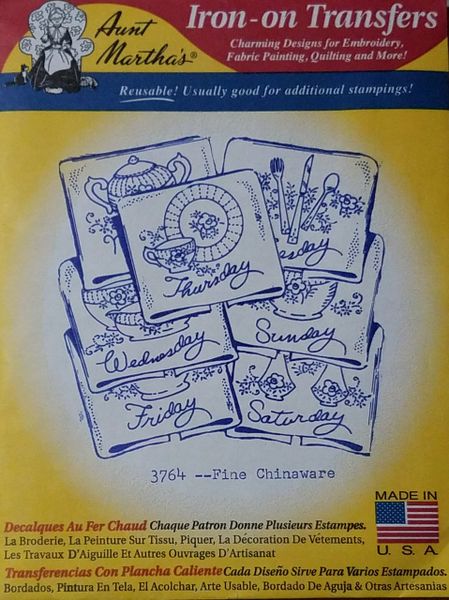 Aunt
Martha's®
Iron-on Transfers
Charming Designs for Embroidery,
Fabric Painting, Quilting and More!
Reusable! Usually good for additional stampings!
Thursday
esday
Wednesday
Sunday
Friday
Saturday
3764 --Fine Chinaware
MADE IN
U. S. A.
Decalques Au Fer Chaud Chaque Patron Donne Plusieurs Estampes.
La Broderie, La Peinture Sur Tissu, Piquer, La Décoration De Vétements,
Les Travaux D'Aiguille Et Autres Ouvrages D'Artisanat
Transferencias Con Plancha Caliente Cada Diseño Sirve Para Varios Estampados.
Bordados, Pintura En Tela, El Acolchar, Arte Usable, Bordado De Aguja & Otras Artesanias